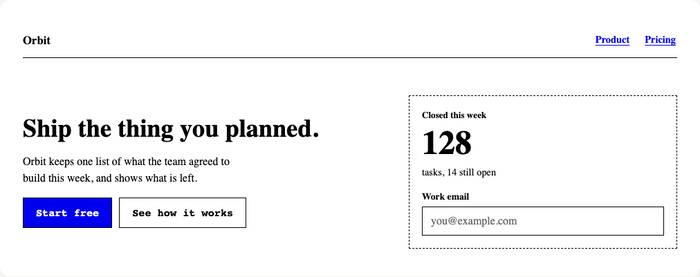 Orbit
Product
Pricing
Ship the thing you planned.
Orbit keeps one list of what the team agreed to
build this week, and shows what is left.
Start free
See how it works
Closed this week
128
tasks, 14 still open
Work email
you@example.com